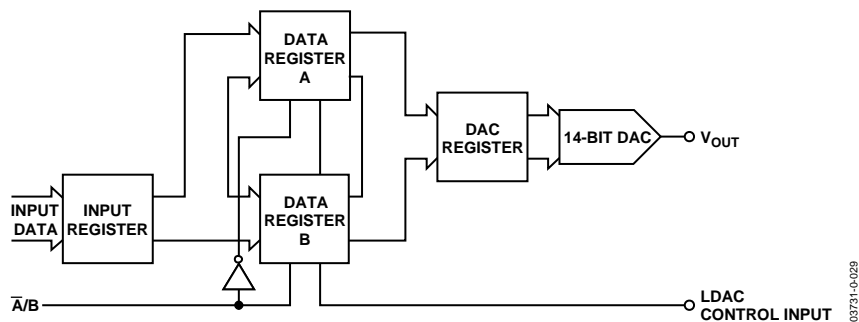 DATA
REGISTER
A
DATA
REGISTER
B
INPUT
DATA
INPUT
REGISTER
DAC
REGISTER
14-BIT DAC
VOUT
A̅/B
LDAC
CONTROL INPUT
03731-0-029